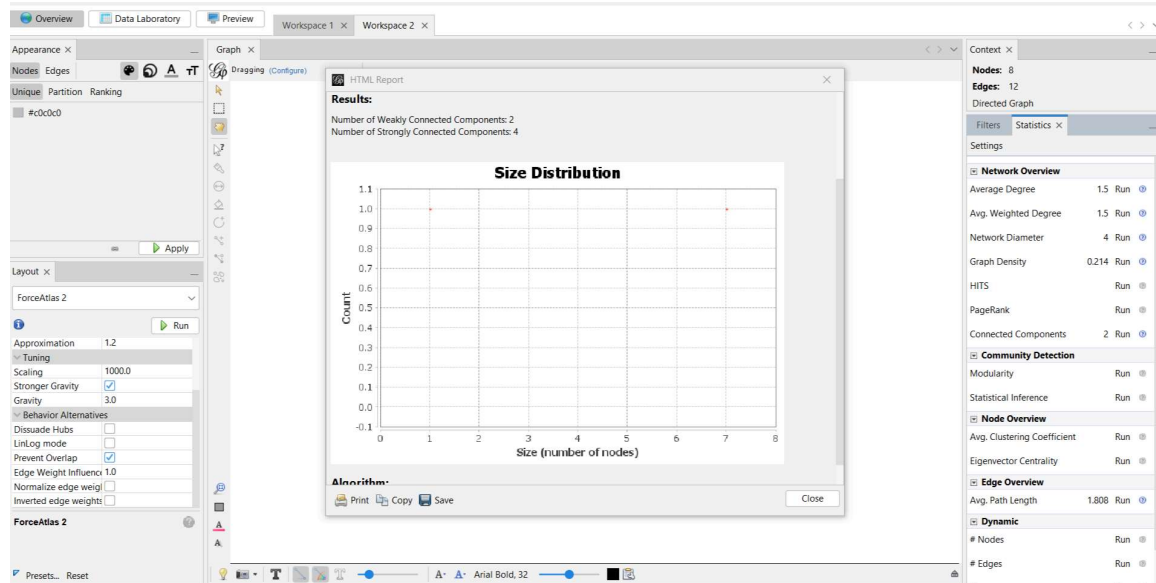 Overview Data Laboratory Preview Workspace 1 × Workspace 2 ×
Appearance ×
Nodes Edges
Unique Partition Ranking
#c0c0c0
Apply
Layout ×
ForceAtlas 2
Run
Approximation 1.2
Tuning
Scaling 1000.0
Stronger Gravity
Gravity 3.0
Behavior Alternatives
Dissuade Hubs
LinLog mode
Prevent Overlap
Edge Weight Influenc 1.0
Normalize edge weigl
Inverted edge weights
ForceAtlas 2
Presets... Reset
Graph ×
Dragging (Configure)
HTML Report
Results:
Number of Weakly Connected Components: 2
Number of Strongly Connected Components: 4
Size Distribution
1.1
1.0
0.9
0.8
0.7
0.6
0.5
0.4
0.3
0.2
0.1
0.0
-0.1
Count
0 1 2 3 4 5 6 7 8
Size (number of nodes)
Algorithm:
Print Copy Save Close
A- A- Arial Bold, 32
Context ×
Nodes: 8
Edges: 12
Directed Graph
Filters Statistics ×
Settings
Network Overview
Average Degree 1.5 Run
Avg. Weighted Degree 1.5 Run
Network Diameter 4 Run
Graph Density 0.214 Run
HITS Run
PageRank Run
Connected Components 2 Run
Community Detection
Modularity Run
Statistical Inference Run
Node Overview
Avg. Clustering Coefficient Run
Eigenvector Centrality Run
Edge Overview
Avg. Path Length 1.808 Run
Dynamic
# Nodes Run
# Edges Run